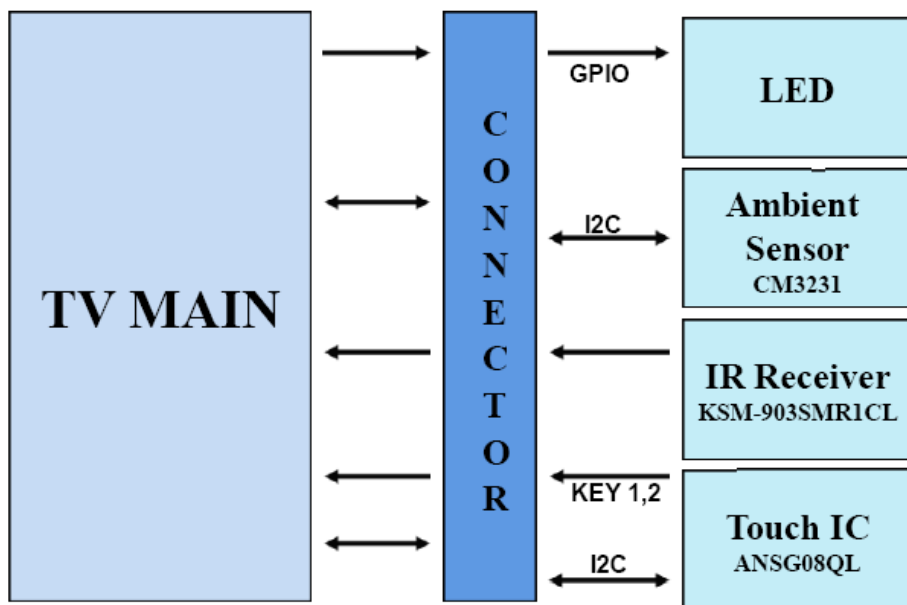 TV MAIN
CONNECTOR
GPIO
LED
I2C
Ambient
Sensor
CM3231
IR Receiver
KSM-903SMR1CL
KEY 1,2
I2C
Touch IC
ANSG08QL